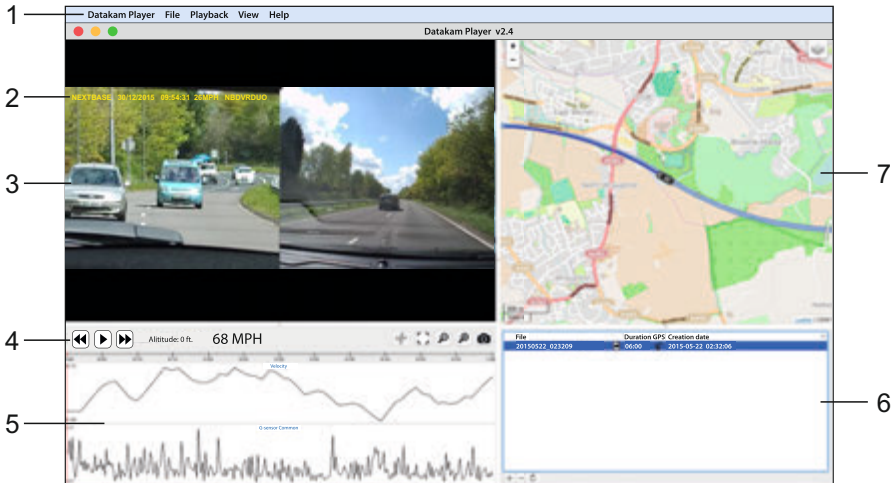 1
Datakam Player File Playback View Help
Datakam Player v2.4
2
NEXTBASE 30/12/2015 09:54:31 26MPH NBDVRDUO
3
7
4
Alititude: 0 ft. 68 MPH
File Duration GPS Creation date
20150522_023209 06:00 2015-05-22 02:32:06
Velocity
6
5
G sensor Common